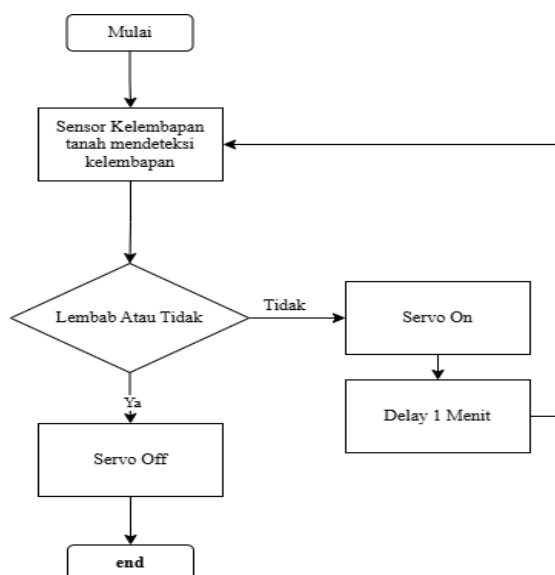 Mulai
Sensor Kelembapan
tanah mendeteksi
kelembapan
Lembab Atau Tidak
Tidak
Servo On
Ya
Delay 1 Menit
Servo Off
end